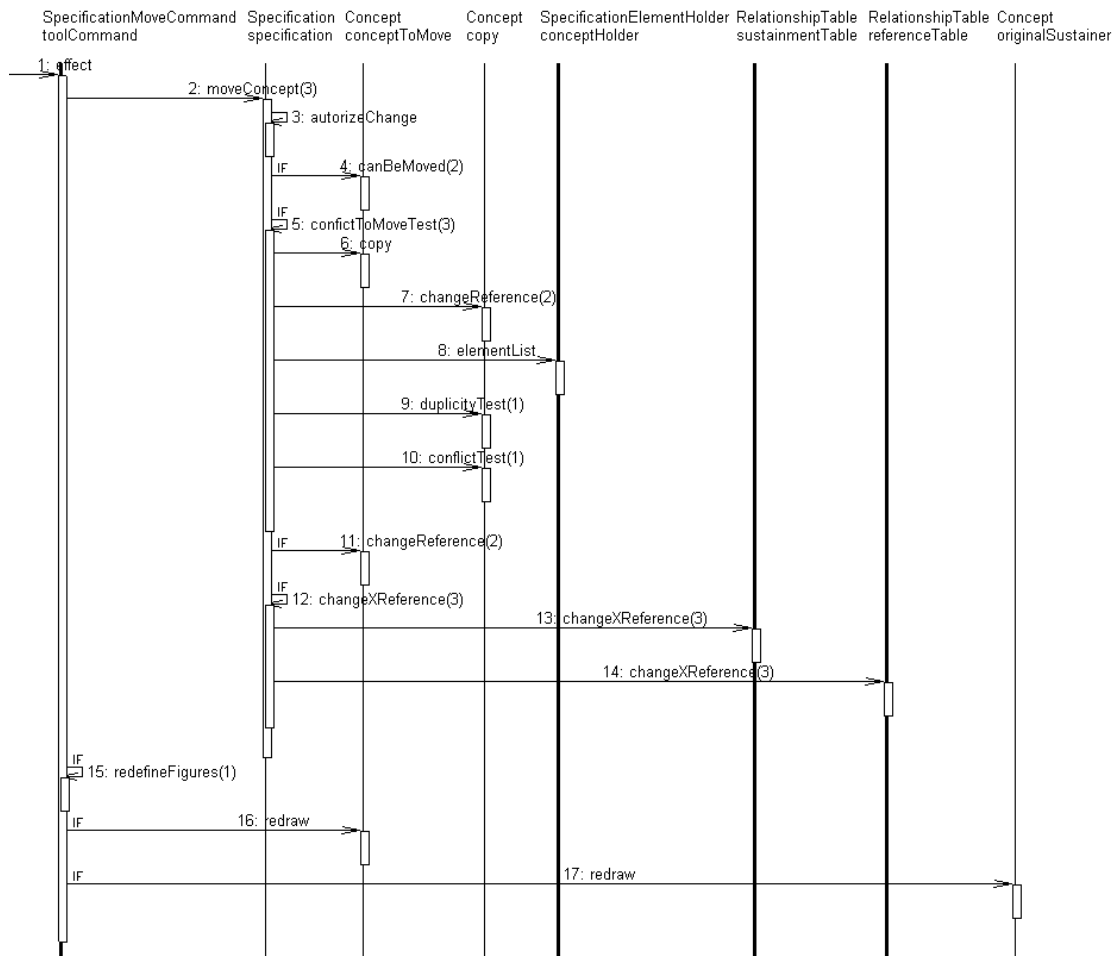 SpecificationMoveCommand
toolCommand
Specification
specification
Concept
conceptToMove
Concept
copy
SpecificationElementHolder
conceptHolder
RelationshipTable
sustainmentTable
RelationshipTable
referenceTable
Concept
originalSustainer
1: effect
2: moveConcept(3)
3: autorizeChange
IF
4: canBeMoved(2)
IF
5: confictToMoveTest(3)
6: copy
7: changeReference(2)
8: elementList
9: duplicityTest(1)
10: conflictTest(1)
IF
11: changeReference(2)
IF
12: changeXReference(3)
13: changeXReference(3)
14: changeXReference(3)
IF
15: redefineFigures(1)
IF
16: redraw
IF
17: redraw